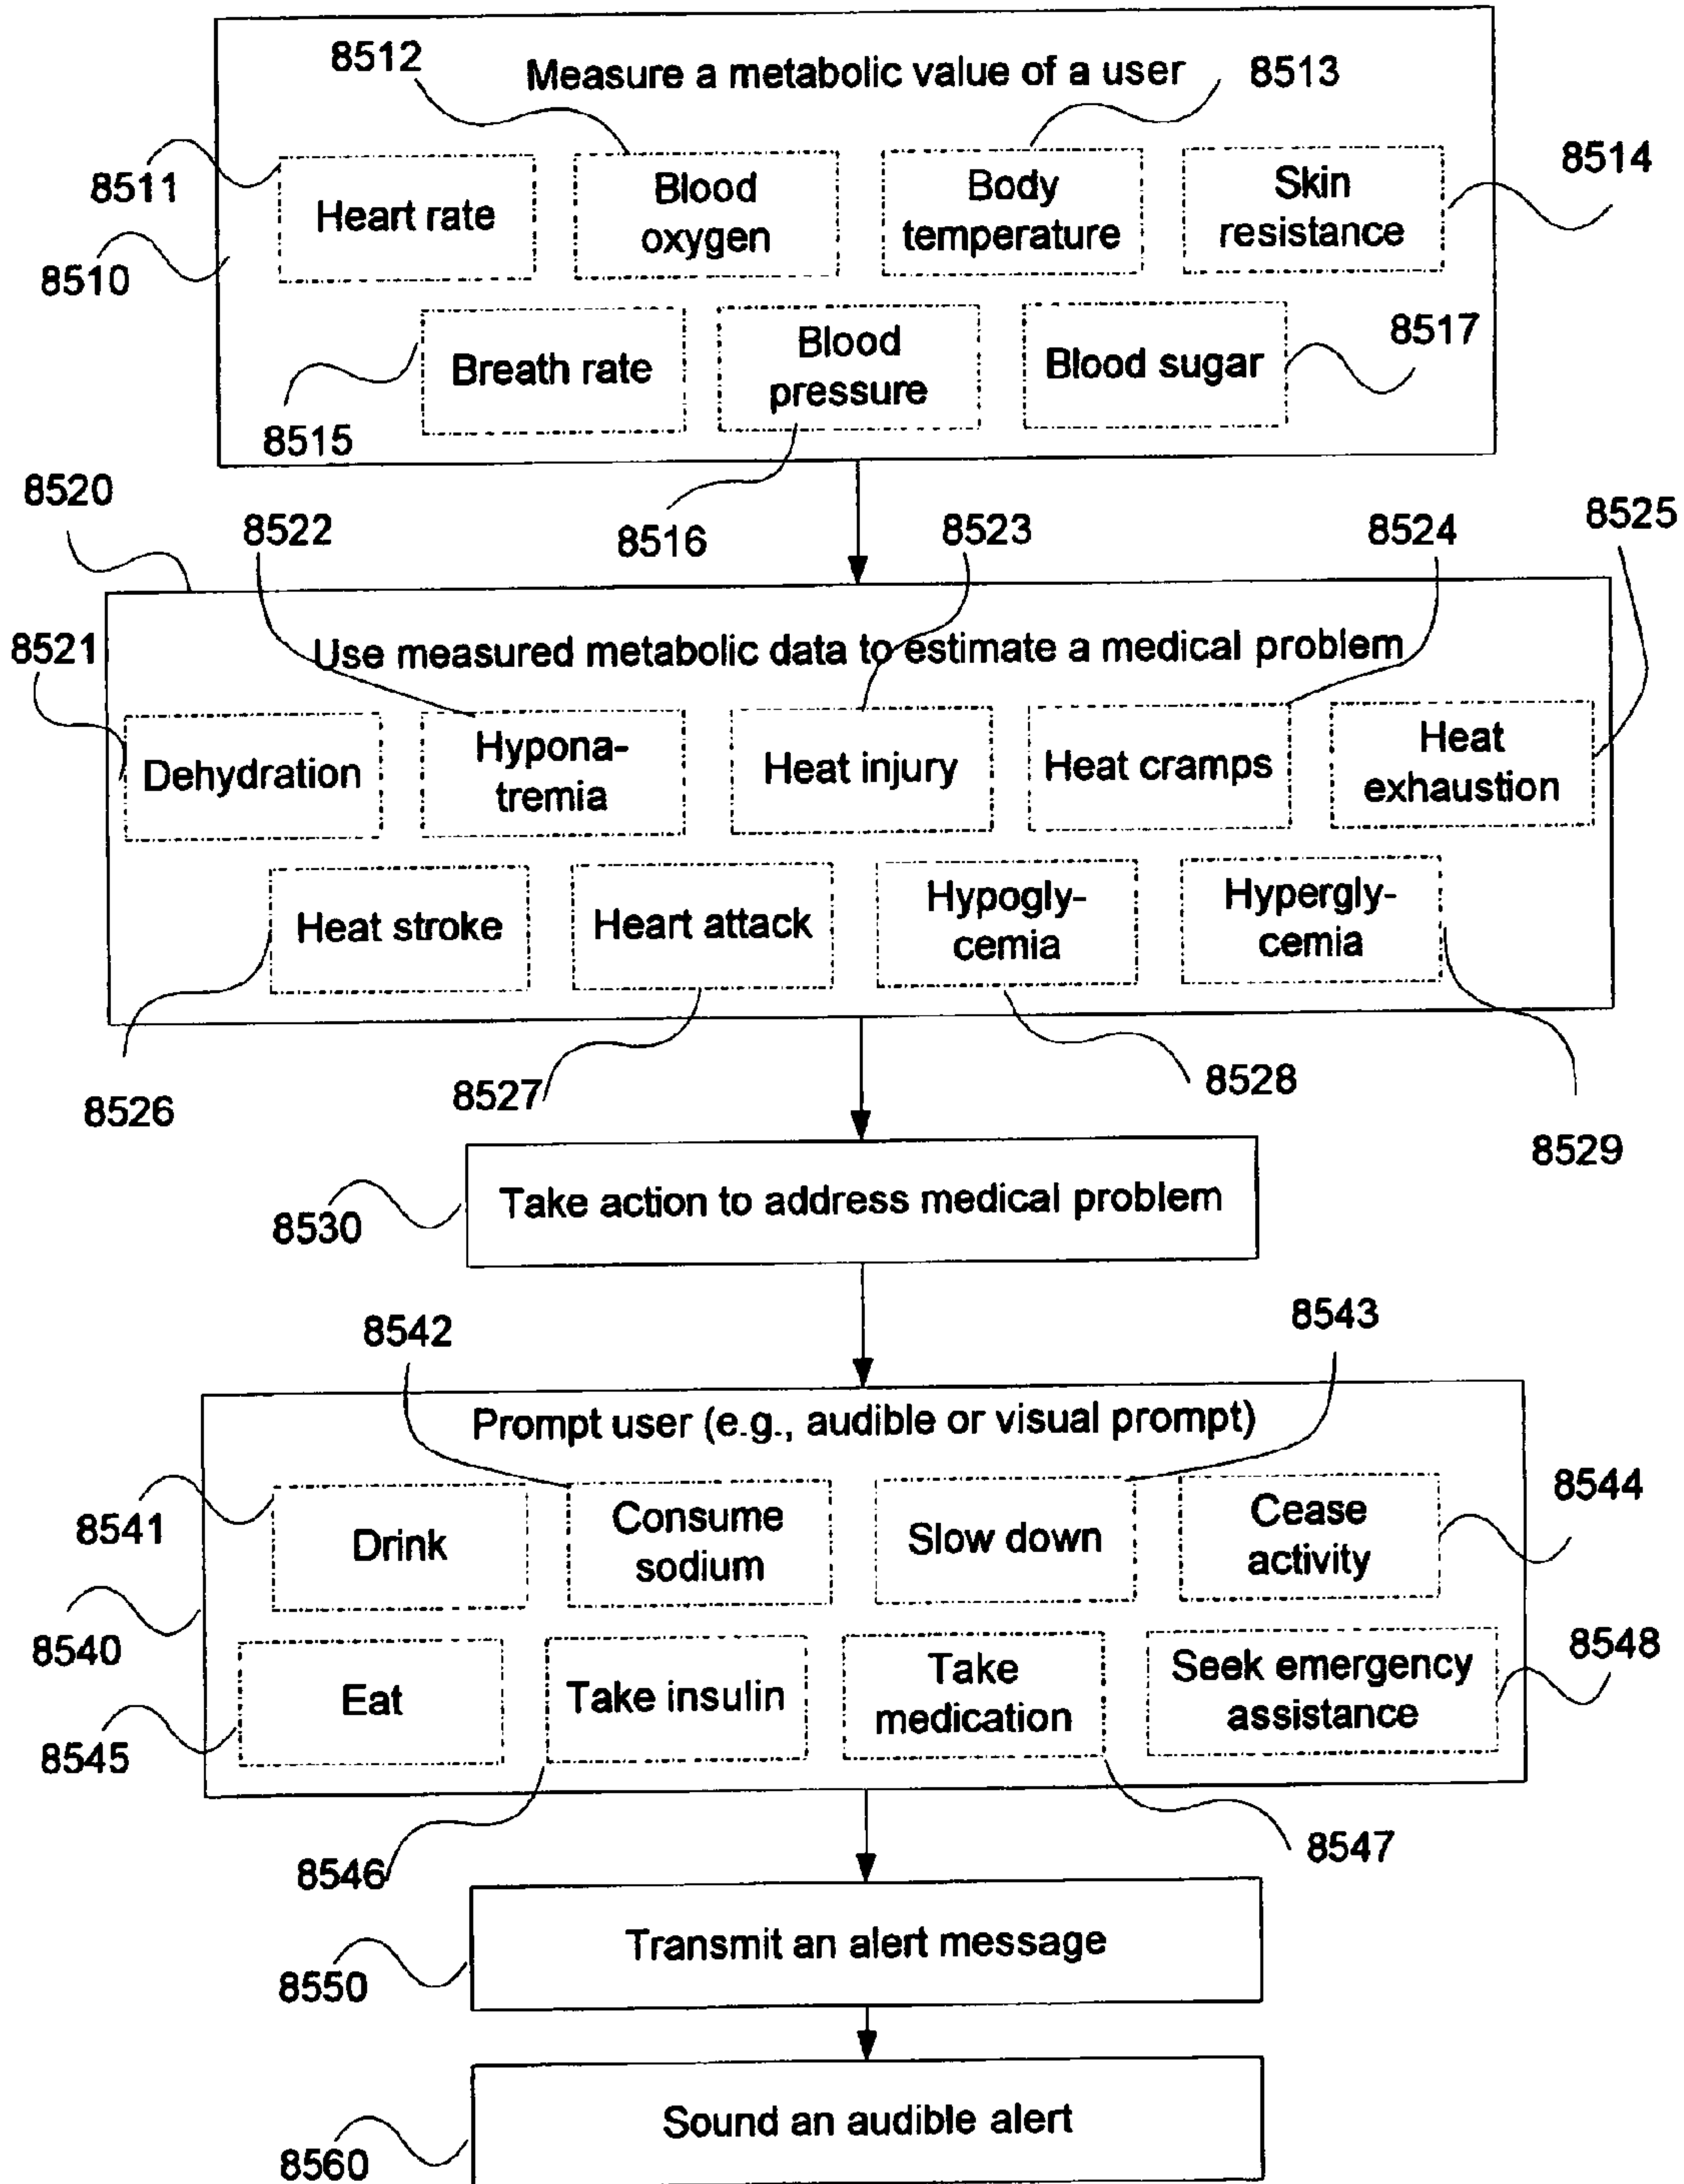 8512
Measure a metabolic value of a user
8513
8511
Heart rate
Blood
oxygen
Body
temperature
Skin
resistance
8514
8510
Breath rate
Blood
pressure
Blood sugar
8517
8515
8516
8520
8522
8523
8524
8525
8521
Use measured metabolic data to estimate a medical problem
Dehydration
Hypona-
tremia
Heat injury
Heat cramps
Heat
exhaustion
Heat stroke
Heart attack
Hypogly-
cemia
Hypergly-
cemia
8526
8527
8528
8529
8530
Take action to address medical problem
8542
8543
Prompt user (e.g., audible or visual prompt)
8541
Drink
Consume
sodium
Slow down
Cease
activity
8544
8540
Eat
Take insulin
Take
medication
Seek emergency
assistance
8548
8545
8546
8547
Transmit an alert message
8550
Sound an audible alert
8560